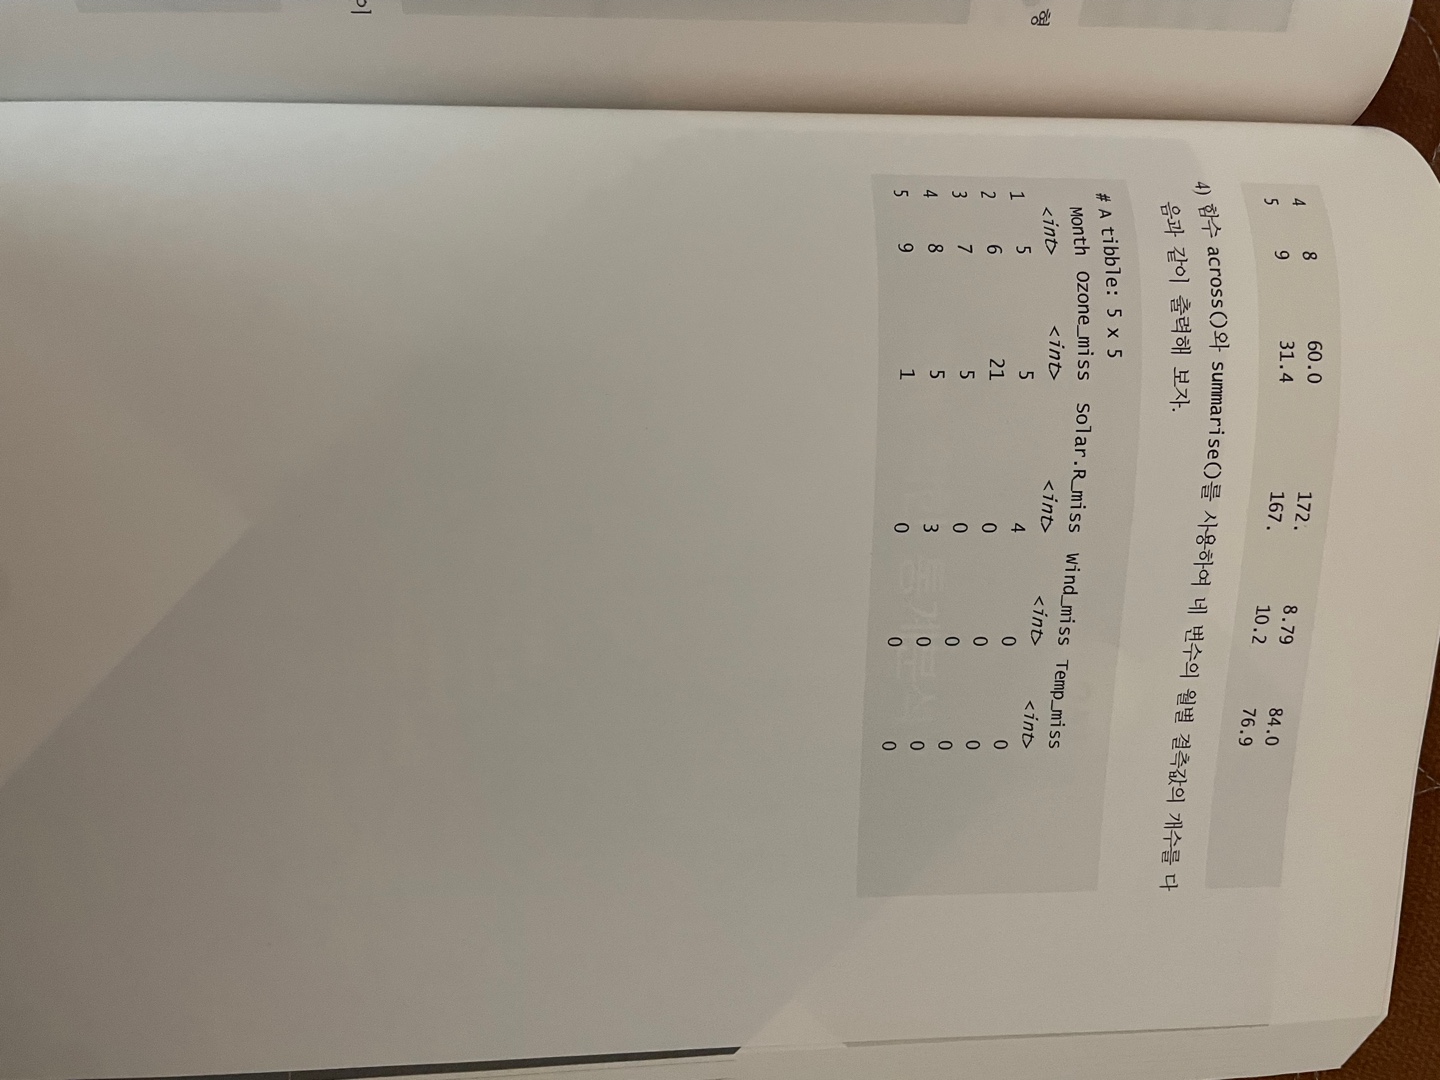 4 8 60.0 172. 8.79 84.0
5 9 31.4 167. 10.2 76.9
4) 함수 across()와 summarise()를 사용하여 네 변수의 월별 결측값의 개수를 다
음과 같이 출력해 보자.
# A tibble: 5 x 5
Month Ozone_miss Solar.R_miss Wind_miss Temp_miss
<int> <int> <int> <int> <int>
1 5 5 4 0 0
2 6 21 0 0 0
3 7 5 0 0 0
4 8 5 3 0 0
5 9 1 0 0 0
형
이